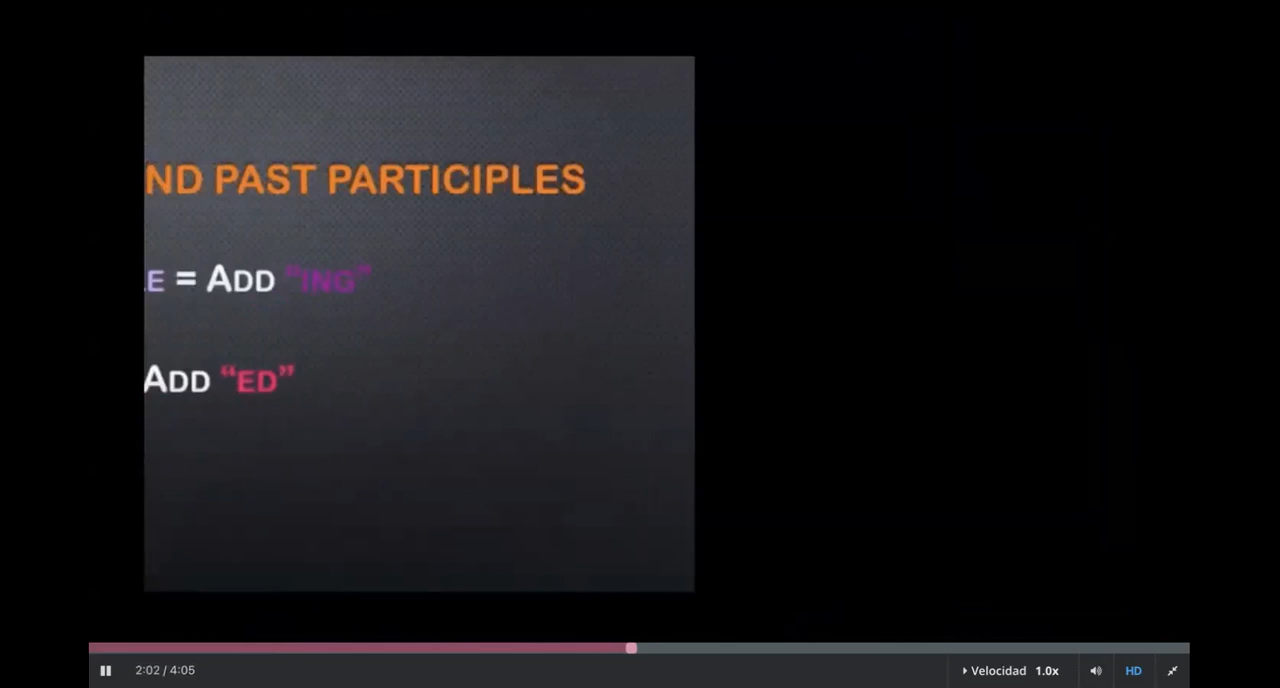 ND PAST PARTICIPLES
E = ADD "ING"
ADD "ED"
2:02 / 4:05
Velocidad 1.0x
HD